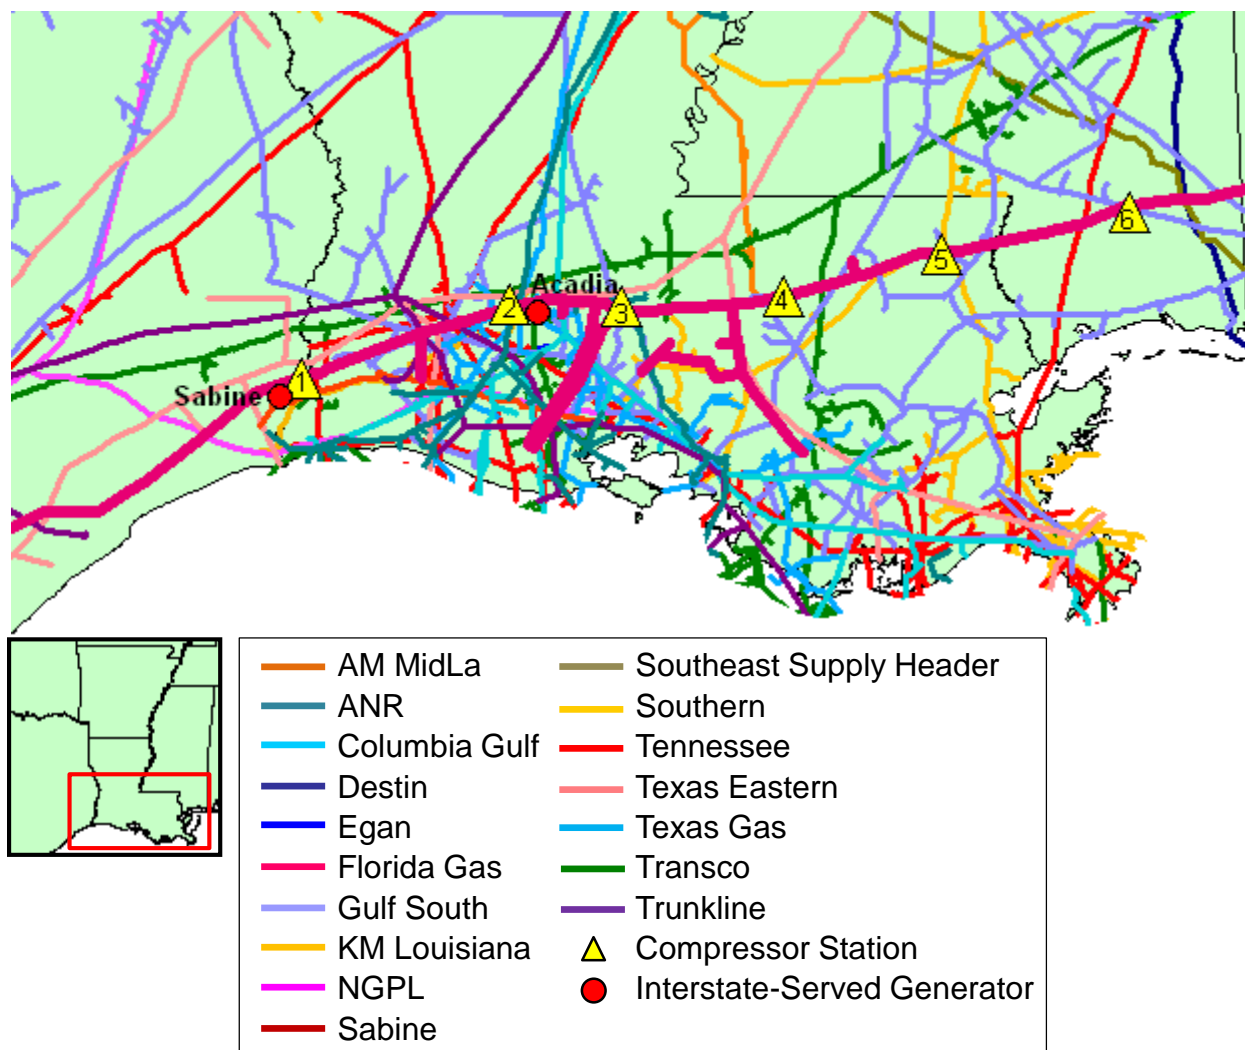 Acadia
2
3
4
5
6
1
Sabine
AM MidLa
ANR
Columbia Gulf
Destin
Egan
Florida Gas
Gulf South
KM Louisiana
NGPL
Sabine
Southeast Supply Header
Southern
Tennessee
Texas Eastern
Texas Gas
Transco
Trunkline
Compressor Station
Interstate-Served Generator